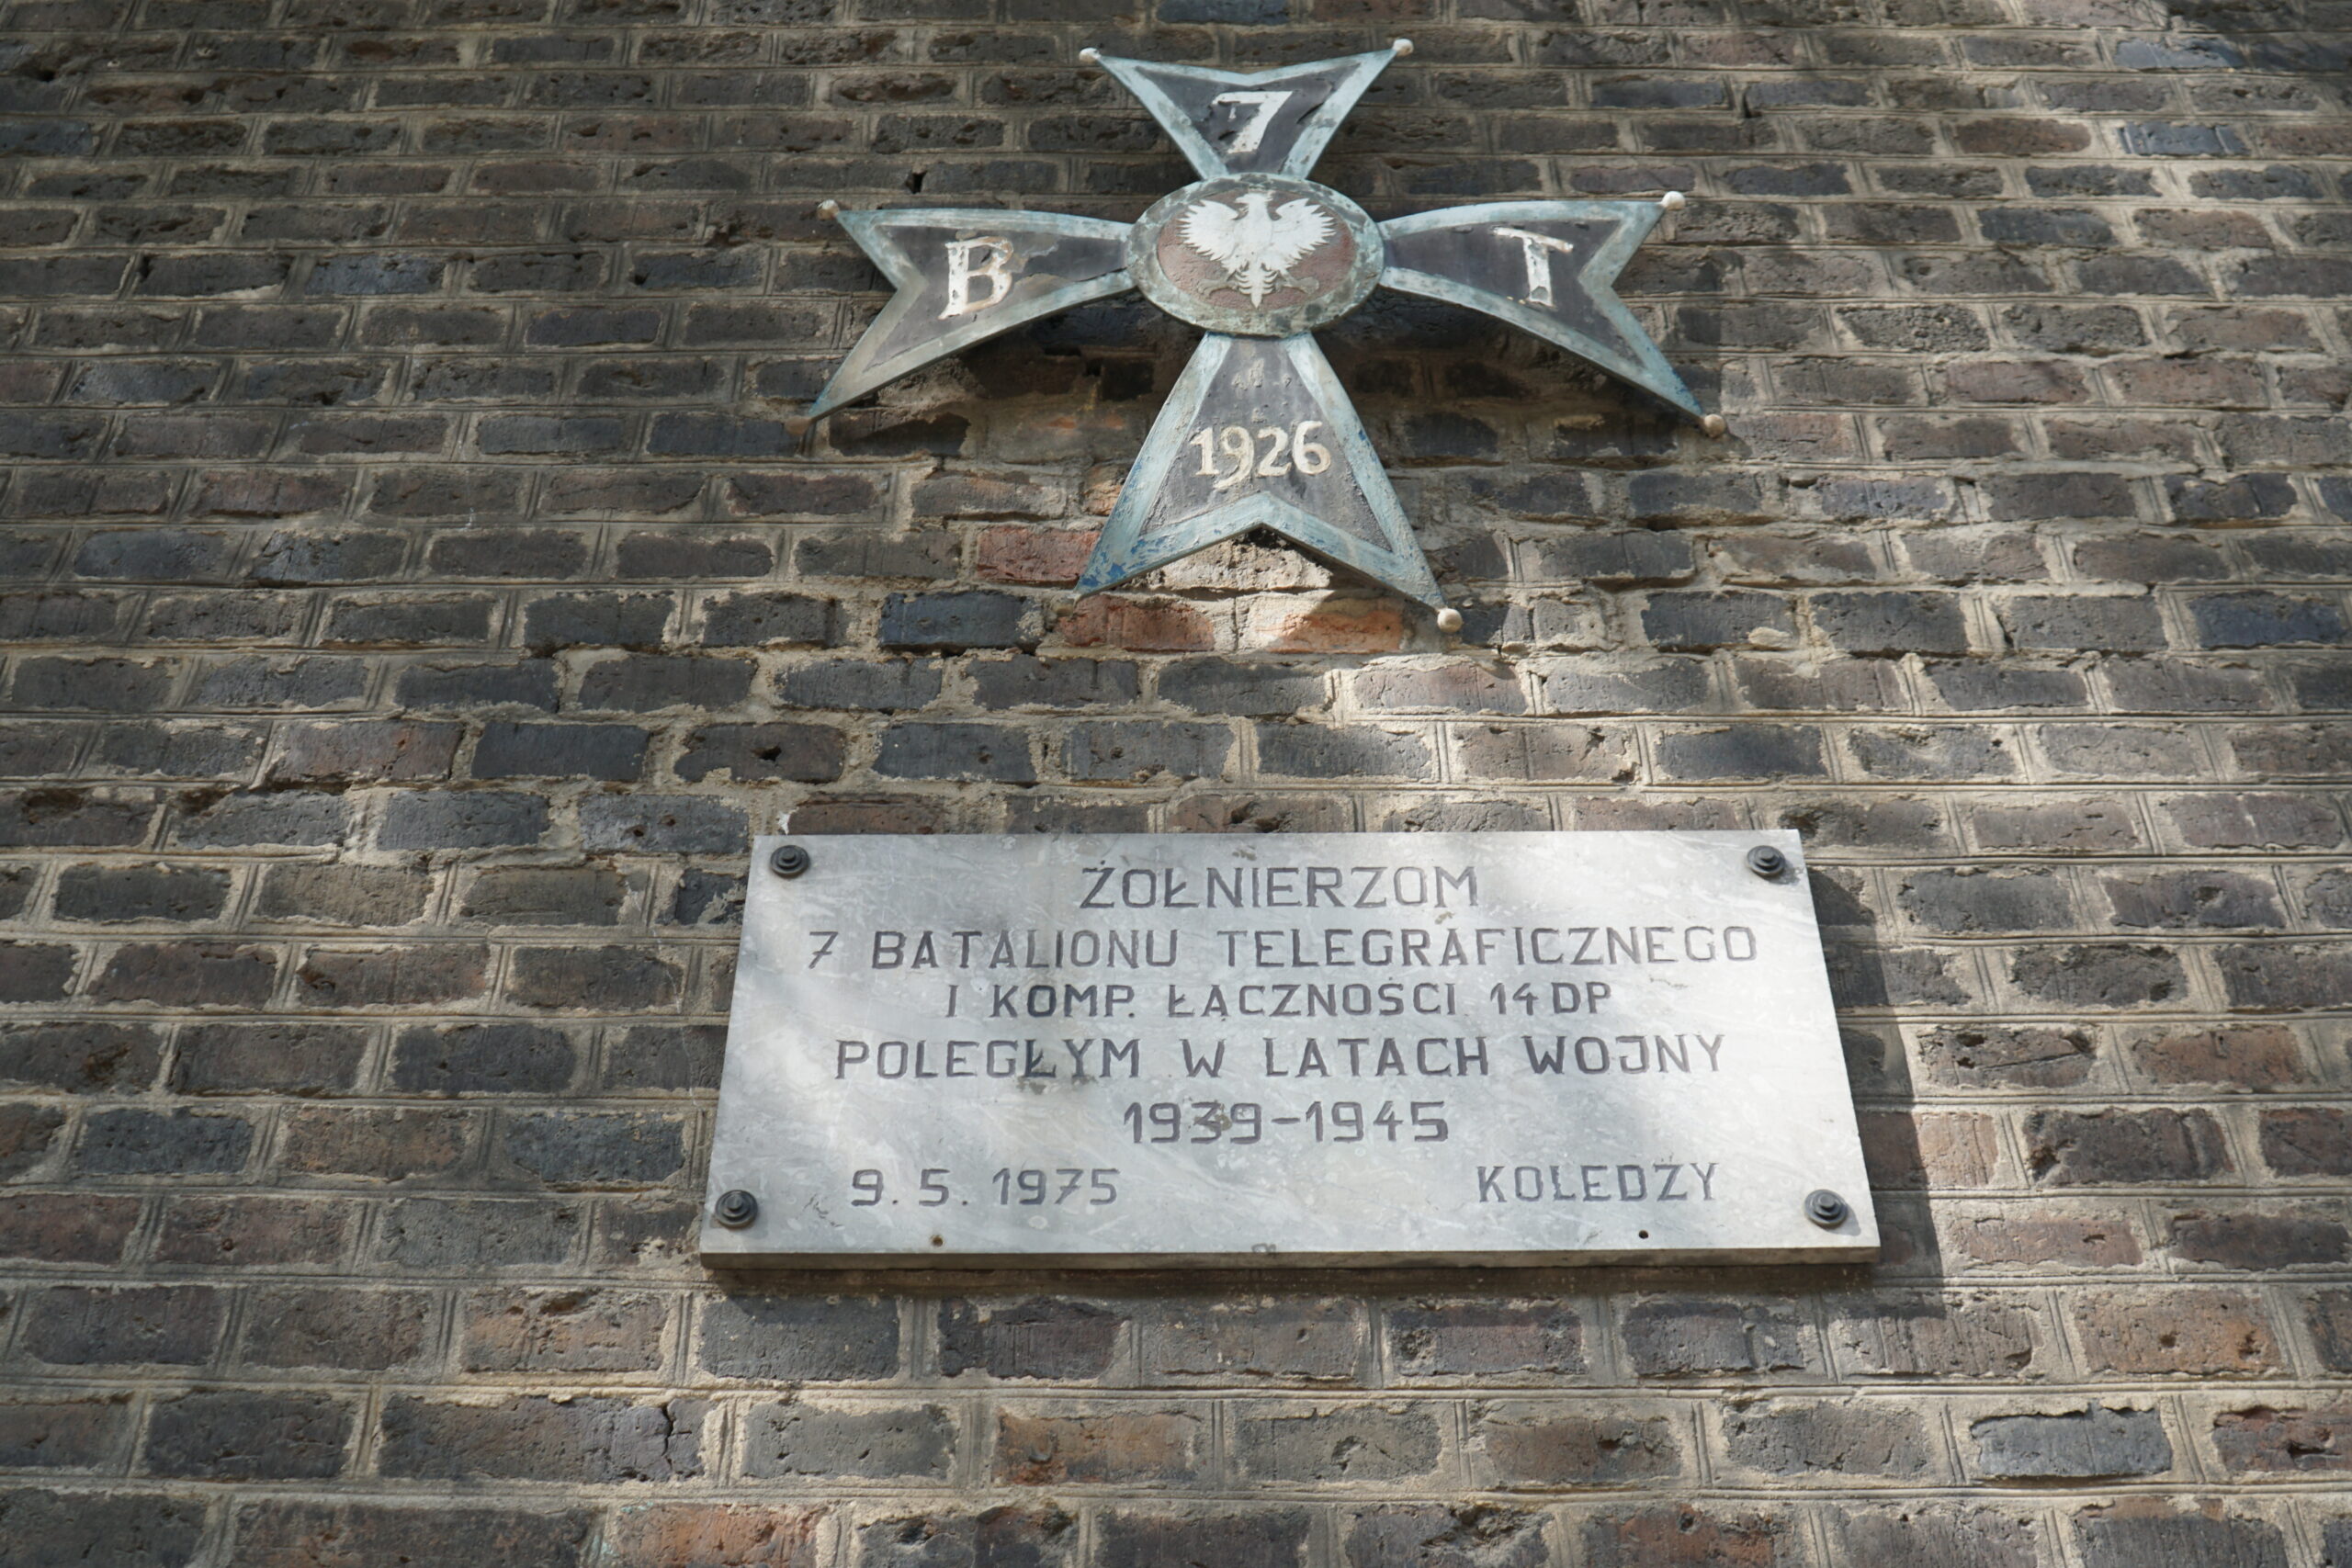 7
B T
1926
ŻOŁNIERZOM
7 BATALIONU TELEGRAFICZNEGO
I KOMP. ŁĄCZNOŚCI 14 DP
POLEGŁYM W LATACH WOJNY
1939-1945
9.5.1975 KOLEDZY